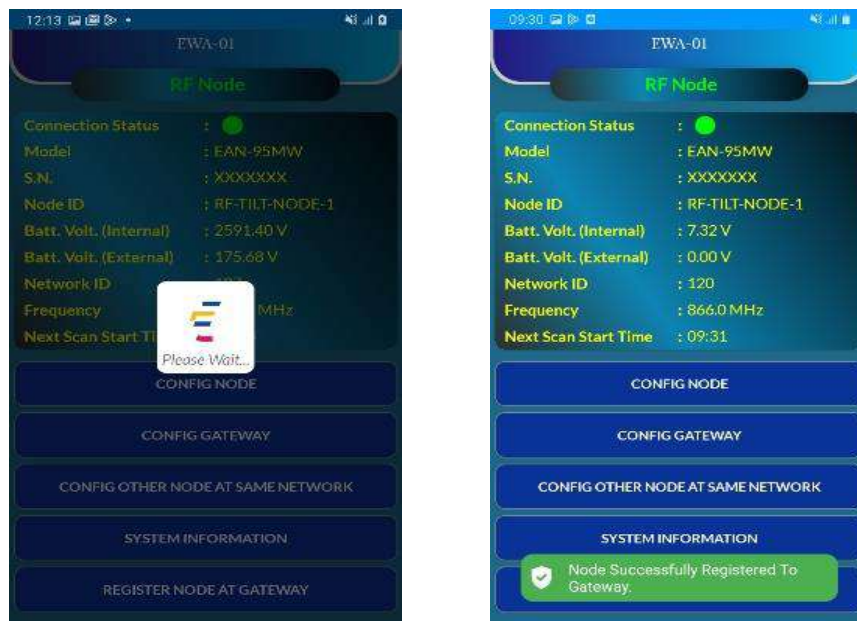 12:13
EWA-01
RF Node
Connection Status :
Model : EAN-95MW
S.N. : XXXXXXX
Node ID : RF-TILT-NODE-1
Batt. Volt. (Internal) : 2591.40 V
Batt. Volt. (External) : 175.68 V
Network ID
Frequency MHz
Next Scan Start Ti
Please Wait...
CONFIG NODE
CONFIG GATEWAY
CONFIG OTHER NODE AT SAME NETWORK
SYSTEM INFORMATION
REGISTER NODE AT GATEWAY
09:30
EWA-01
RF Node
Connection Status :
Model : EAN-95MW
S.N. : XXXXXXX
Node ID : RF-TILT-NODE-1
Batt. Volt. (Internal) : 7.32 V
Batt. Volt. (External) : 0.00 V
Network ID : 120
Frequency : 866.0 MHz
Next Scan Start Time : 09:31
CONFIG NODE
CONFIG GATEWAY
CONFIG OTHER NODE AT SAME NETWORK
SYSTEM INFORMATION
Node Successfully Registered To
Gateway.